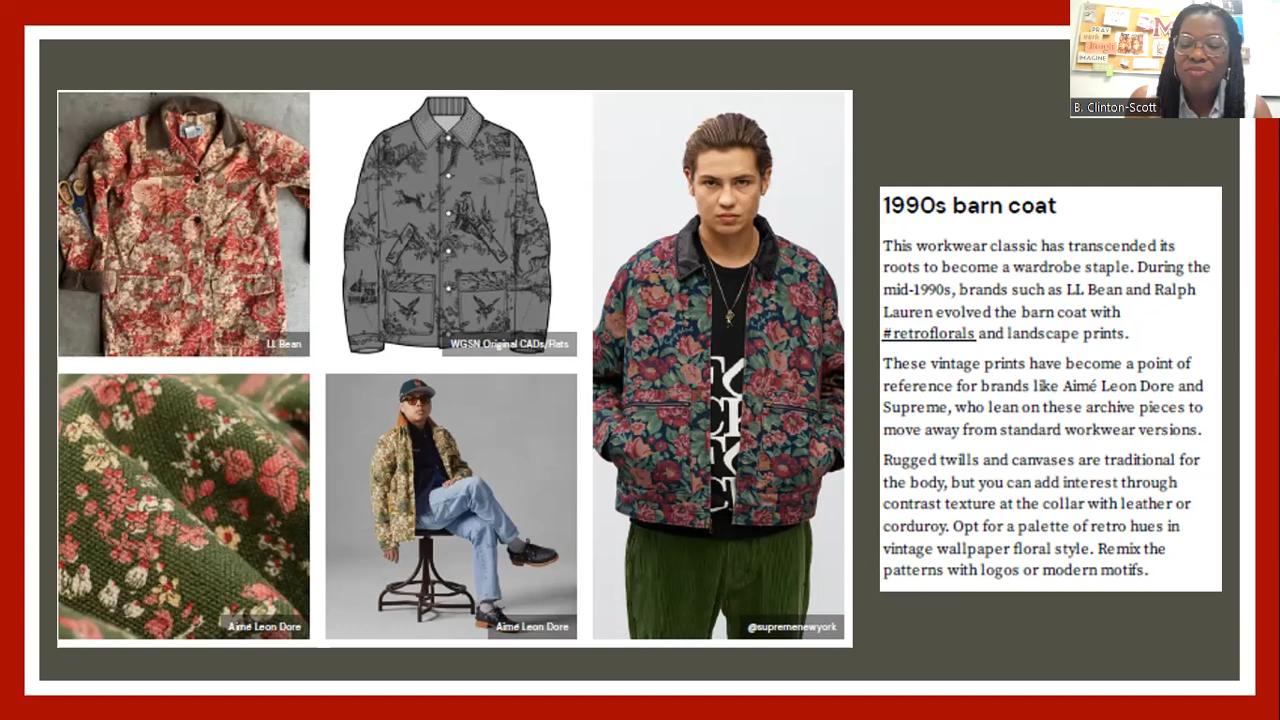 PRAY
IMAGINE
B. Clinton-Scott
LL Bean
WGSN Original CADs/Flats
Aimé Leon Dore
Aimé Leon Dore
@supremenewyork
1990s barn coat
This workwear classic has transcended its
roots to become a wardrobe staple. During the
mid-1990s, brands such as LL Bean and Ralph
Lauren evolved the barn coat with
#retroflorals and landscape prints.
These vintage prints have become a point of
reference for brands like Aimé Leon Dore and
Supreme, who lean on these archive pieces to
move away from standard workwear versions.
Rugged twills and canvases are traditional for
the body, but you can add interest through
contrast texture at the collar with leather or
corduroy. Opt for a palette of retro hues in
vintage wallpaper floral style. Remix the
patterns with logos or modern motifs.